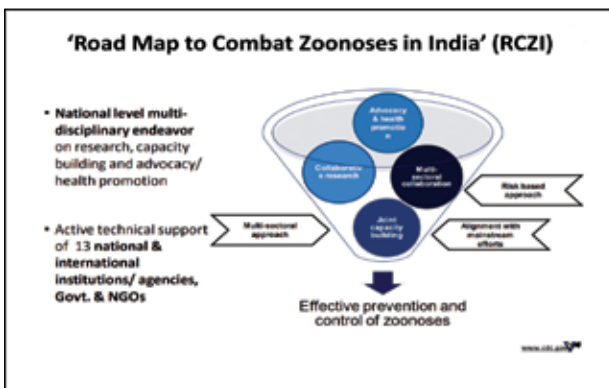 'Road Map to Combat Zoonoses in India' (RCZI)
• National level multi-
disciplinary endeavor
on research, capacity
building and advocacy/
health promotion
• Active technical support
of 13 national &
international
institutions/ agencies,
Govt. & NGOs
Advocacy
& health
promotio
n
Collaborativ
e research
Multi-
sectoral
collaboration
Joint
capacity
building
Risk based
approach
Multi-sectoral
approach
Alignment with
mainstream
efforts
Effective prevention and
control of zoonoses